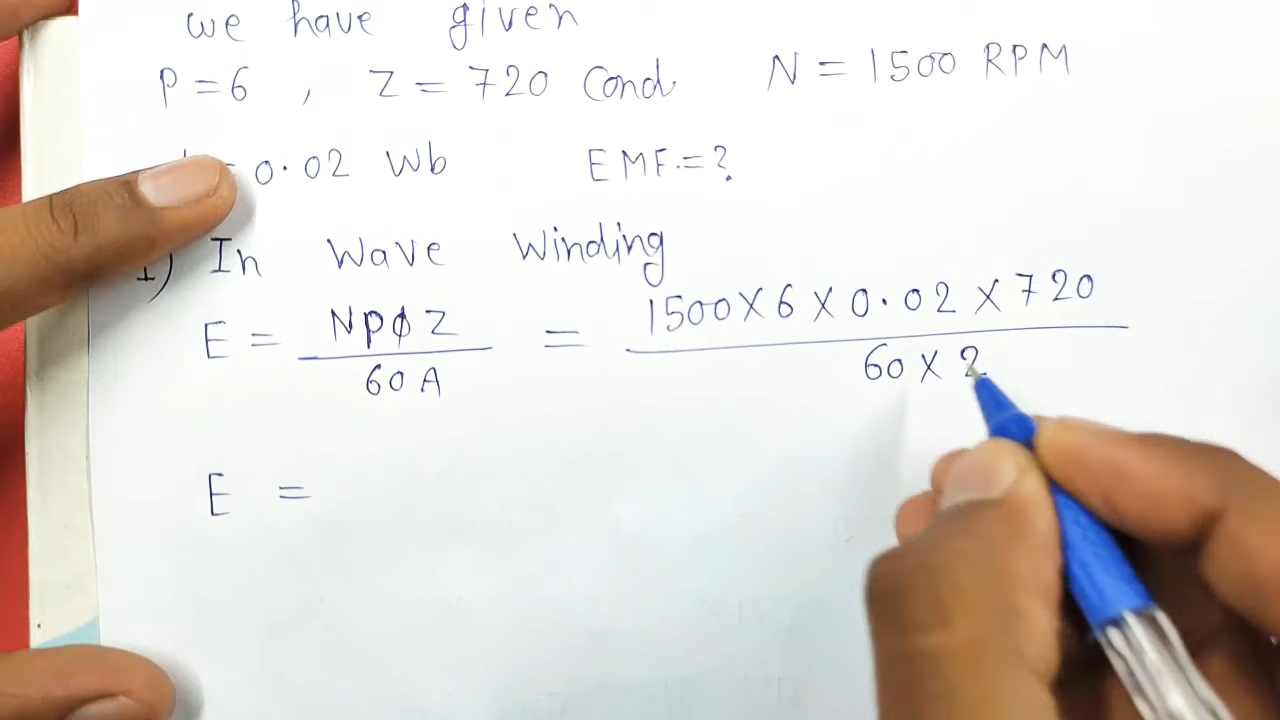 we have given
P = 6 , Z = 720 Cond N = 1500 RPM
= 0.02 Wb EMF.= ?
I) In Wave Winding
E = NPϕZ / 60 A = 1500 X 6 X 0.02 X 720 / 60 X 2
E =